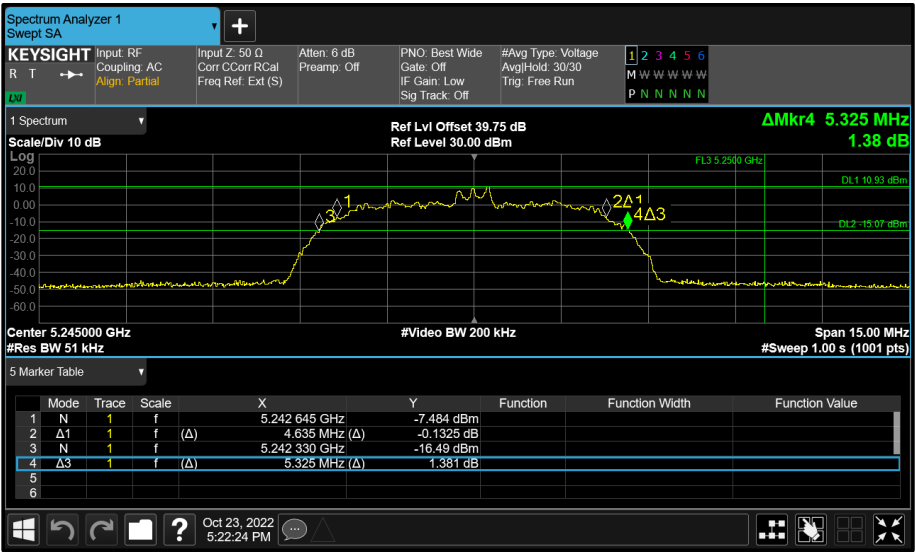 Spectrum Analyzer 1
Swept SA
+
KEYSIGHT Input: RF Input Z: 50 Ω Atten: 6 dB PNO: Best Wide #Avg Type: Voltage 1 2 3 4 5 6
R T Coupling: AC Corr CCorr RCal Preamp: Off Gate: Off Avg|Hold: 30/30 M W W W W W
Align: Partial Freq Ref: Ext (S) IF Gain: Low Trig: Free Run
LXI Sig Track: Off P N N N N N
1 Spectrum Ref Lvl Offset 39.75 dB ΔMkr4 5.325 MHz
Scale/Div 10 dB Ref Level 30.00 dBm 1.38 dB
Log FL3 5.2500 GHz
20.0
DL1 10.93 dBm
10.0
0.00 1 2Δ1
3 4Δ3
-10.0
DL2 -15.07 dBm
-20.0
-30.0
-40.0
-50.0
-60.0
Center 5.245000 GHz #Video BW 200 kHz Span 15.00 MHz
#Res BW 51 kHz #Sweep 1.00 s (1001 pts)
5 Marker Table
Mode Trace Scale X Y Function Function Width Function Value
1 N 1 f 5.242 645 GHz -7.484 dBm
2 Δ1 1 f (Δ) 4.635 MHz (Δ) -0.1325 dB
3 N 1 f 5.242 330 GHz -16.49 dBm
4 Δ3 1 f (Δ) 5.325 MHz (Δ) 1.381 dB
5
6
? Oct 23, 2022
5:22:24 PM